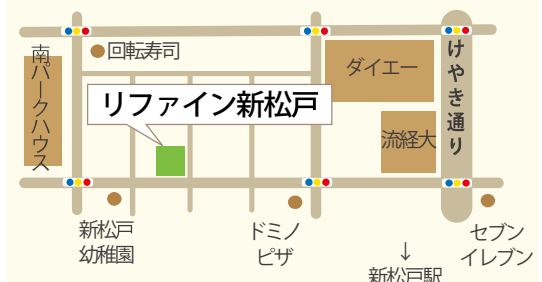 回転寿司
南パークハウス
ダイエー
けやき通り
リファイン新松戸
流経大
新松戸
幼稚園
ドミノ
ピザ
セブン
イレブン
↓
新松戸駅